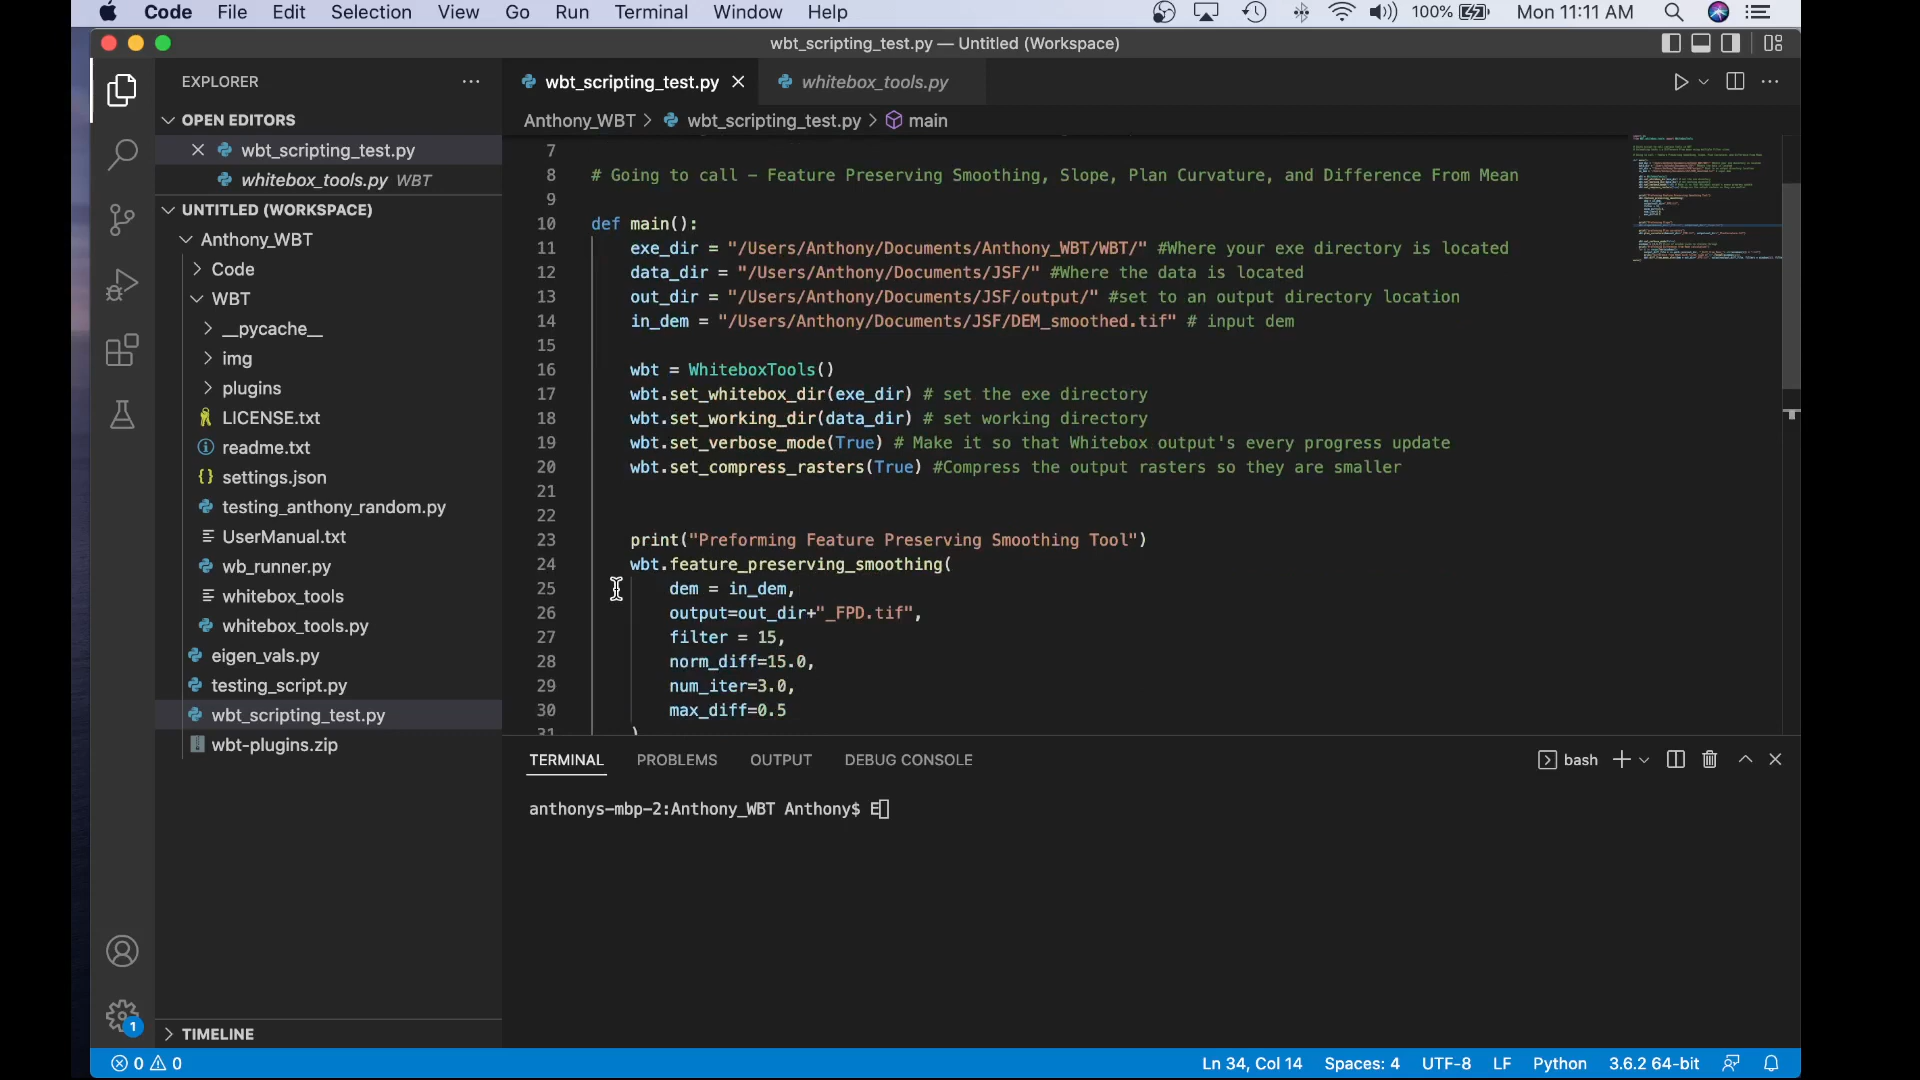 Code File Edit Selection View Go Run Terminal Window Help 100% Mon 11:11 AM
wbt_scripting_test.py — Untitled (Workspace)
EXPLORER
OPEN EDITORS
wbt_scripting_test.py
whitebox_tools.py WBT
UNTITLED (WORKSPACE)
Anthony_WBT
Code
WBT
__pycache__
img
plugins
LICENSE.txt
readme.txt
settings.json
testing_anthony_random.py
UserManual.txt
wb_runner.py
whitebox_tools
whitebox_tools.py
eigen_vals.py
testing_script.py
wbt_scripting_test.py
wbt-plugins.zip
TIMELINE
wbt_scripting_test.py whitebox_tools.py
Anthony_WBT > wbt_scripting_test.py > main
7
8 # Going to call – Feature Preserving Smoothing, Slope, Plan Curvature, and Difference From Mean
9
10 def main():
11 exe_dir = "/Users/Anthony/Documents/Anthony_WBT/WBT/" #Where your exe directory is located
12 data_dir = "/Users/Anthony/Documents/JSF/" #Where the data is located
13 out_dir = "/Users/Anthony/Documents/JSF/output/" #set to an output directory location
14 in_dem = "/Users/Anthony/Documents/JSF/DEM_smoothed.tif" # input dem
15
16 wbt = WhiteboxTools()
17 wbt.set_whitebox_dir(exe_dir) # set the exe directory
18 wbt.set_working_dir(data_dir) # set working directory
19 wbt.set_verbose_mode(True) # Make it so that Whitebox output's every progress update
20 wbt.set_compress_rasters(True) #Compress the output rasters so they are smaller
21
22
23 print("Preforming Feature Preserving Smoothing Tool")
24 wbt.feature_preserving_smoothing(
25 dem = in_dem,
26 output=out_dir+"_FPD.tif",
27 filter = 15,
28 norm_diff=15.0,
29 num_iter=3.0,
30 max_diff=0.5
31 )
TERMINAL PROBLEMS OUTPUT DEBUG CONSOLE bash
anthonys-mbp-2:Anthony_WBT Anthony$ E
1
0 0 Ln 34, Col 14 Spaces: 4 UTF-8 LF Python 3.6.2 64-bit